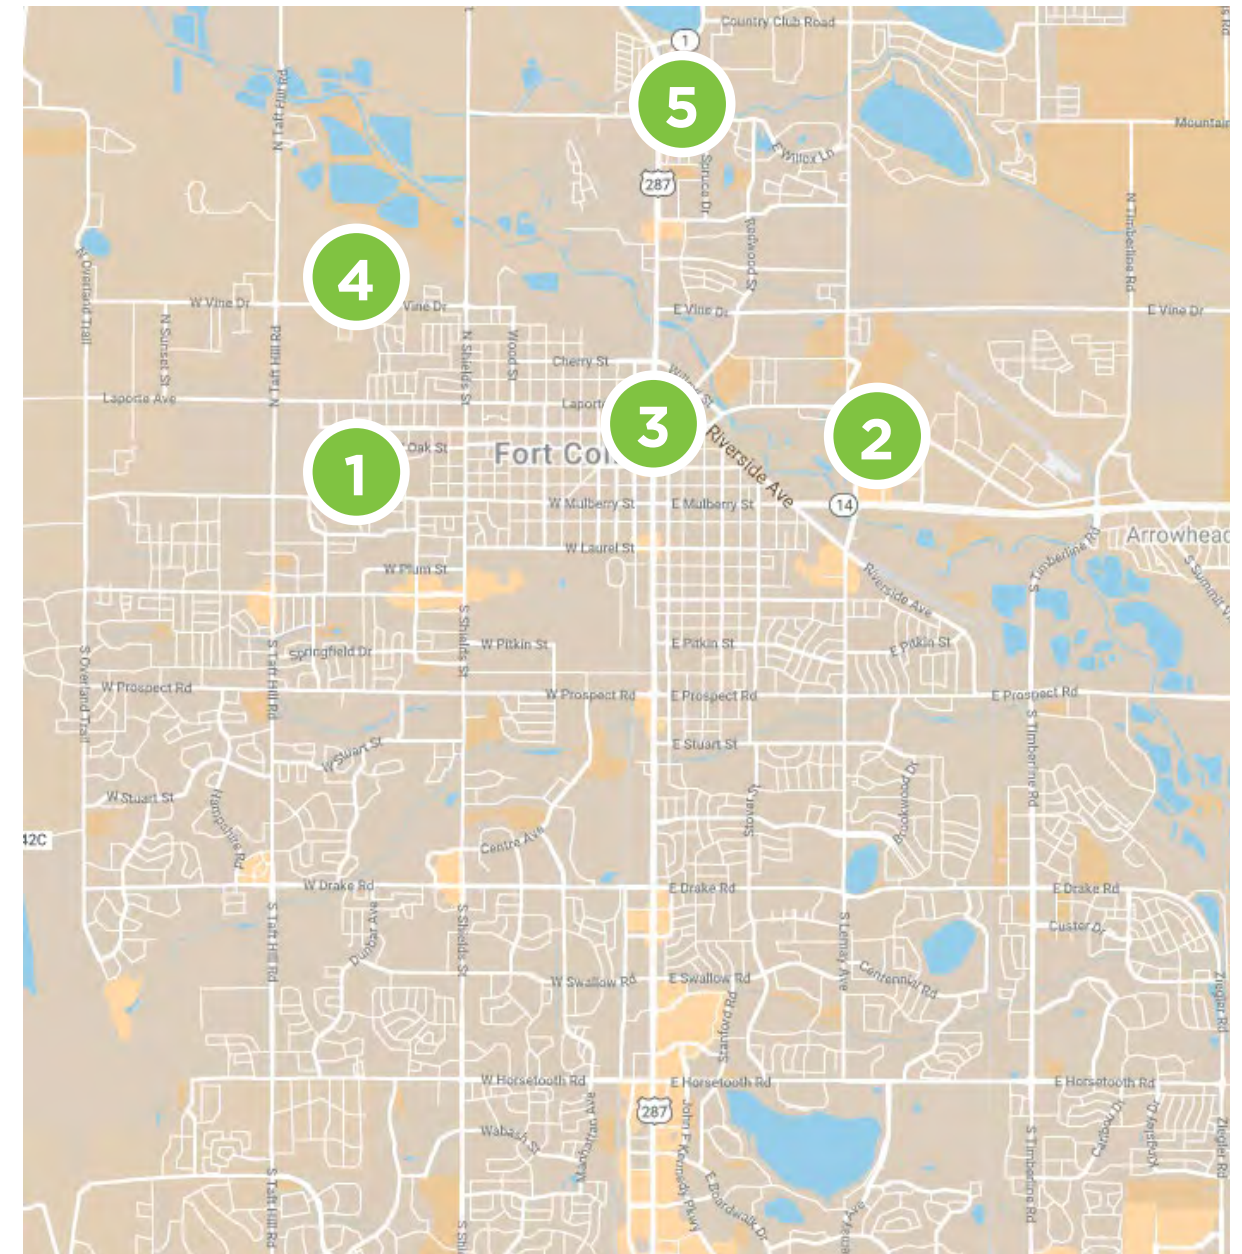 Country Club Road
1
5
N Taft Hill Rd
E Willox Ln
Spruce Dr
287
N Timberline Rd
Redwood St
4
N Overland Trail
W Vine Dr
Vine Dr
E Vine Dr
E Vine Dr
N Sunset St
N Taft Hill Rd
N Shields St
Wood St
Cherry St
Willow St
Laporte Ave
3
2
Riverside Ave
1
Oak St
W Mulberry St
E Mulberry St
14
Arrowhead
W Laurel St
W Plum St
S Timberline Rd
Riverside Ave
S Shields St
W Pitkin St
E Pitkin St
E Pitkin St
Springfield Dr
S Taft Hill Rd
S Overland Trail
W Prospect Rd
W Prospect Rd
E Prospect Rd
E Prospect Rd
S Timberline Rd
W Stuart St
E Stuart St
W Stuart St
Hampshire Rd
Stover St
Brookwood Dr
42C
Centre Ave
W Drake Rd
E Drake Rd
E Drake Rd
Custer Dr
S Taft Hill Rd
Dunbar Ave
S Shields St
S Lemay Ave
W Swallow Rd
E Swallow Rd
Centennial Rd
Stanford Rd
Ziegler Rd
W Horsetooth Rd
E Horsetooth Rd
E Horsetooth Rd
287
Wabash St
Manhattan Ave
John F Kennedy Pkwy
E Boardwalk Dr
S Timberline Rd
Caribou Dr
Kingsley Dr
Ziegler Rd
S Taft Hill Rd